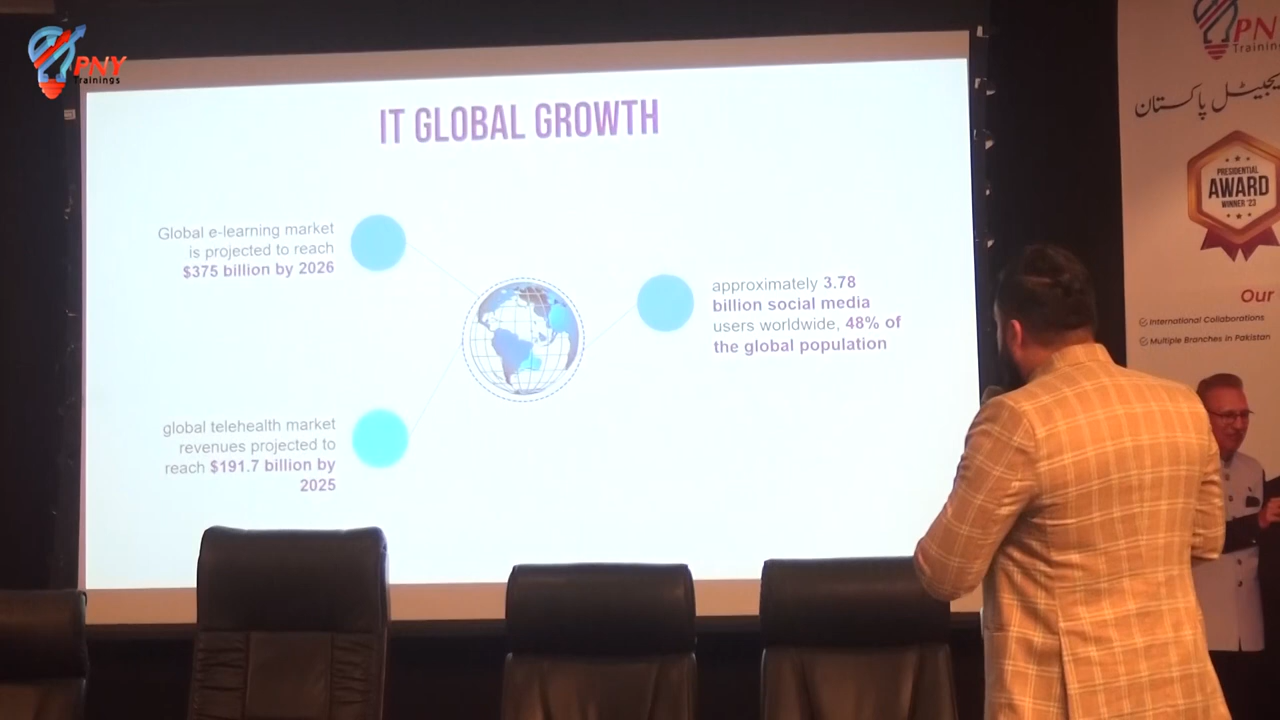 PNY
Trainings
IT GLOBAL GROWTH
Global e-learning market
is projected to reach
$375 billion by 2026
approximately 3.78
billion social media
users worldwide, 48% of
the global population
global telehealth market
revenues projected to
reach $191.7 billion by
2025
PN
Training
ڈیجیٹل پاکستان
PRESIDENTIAL
AWARD
WINNER '23
Our
International Collaborations
Multiple Branches in Pakistan